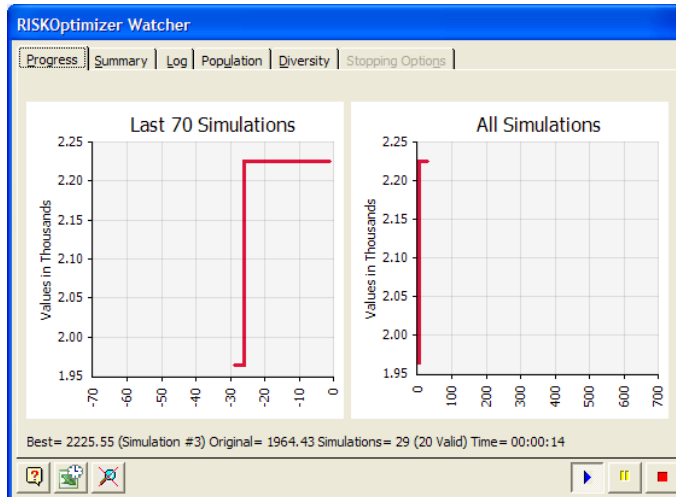 RISKOptimizer Watcher
Progress Summary Log Population Diversity Stopping Options
Last 70 Simulations
2.25
2.20
2.15
2.10
2.05
2.00
1.95
Values in Thousands
-70 -60 -50 -40 -30 -20 -10 0
All Simulations
2.25
2.20
2.15
2.10
2.05
2.00
1.95
Values in Thousands
0 100 200 300 400 500 600 700
Best= 2225.55 (Simulation #3) Original= 1964.43 Simulations= 29 (20 Valid) Time= 00:00:14